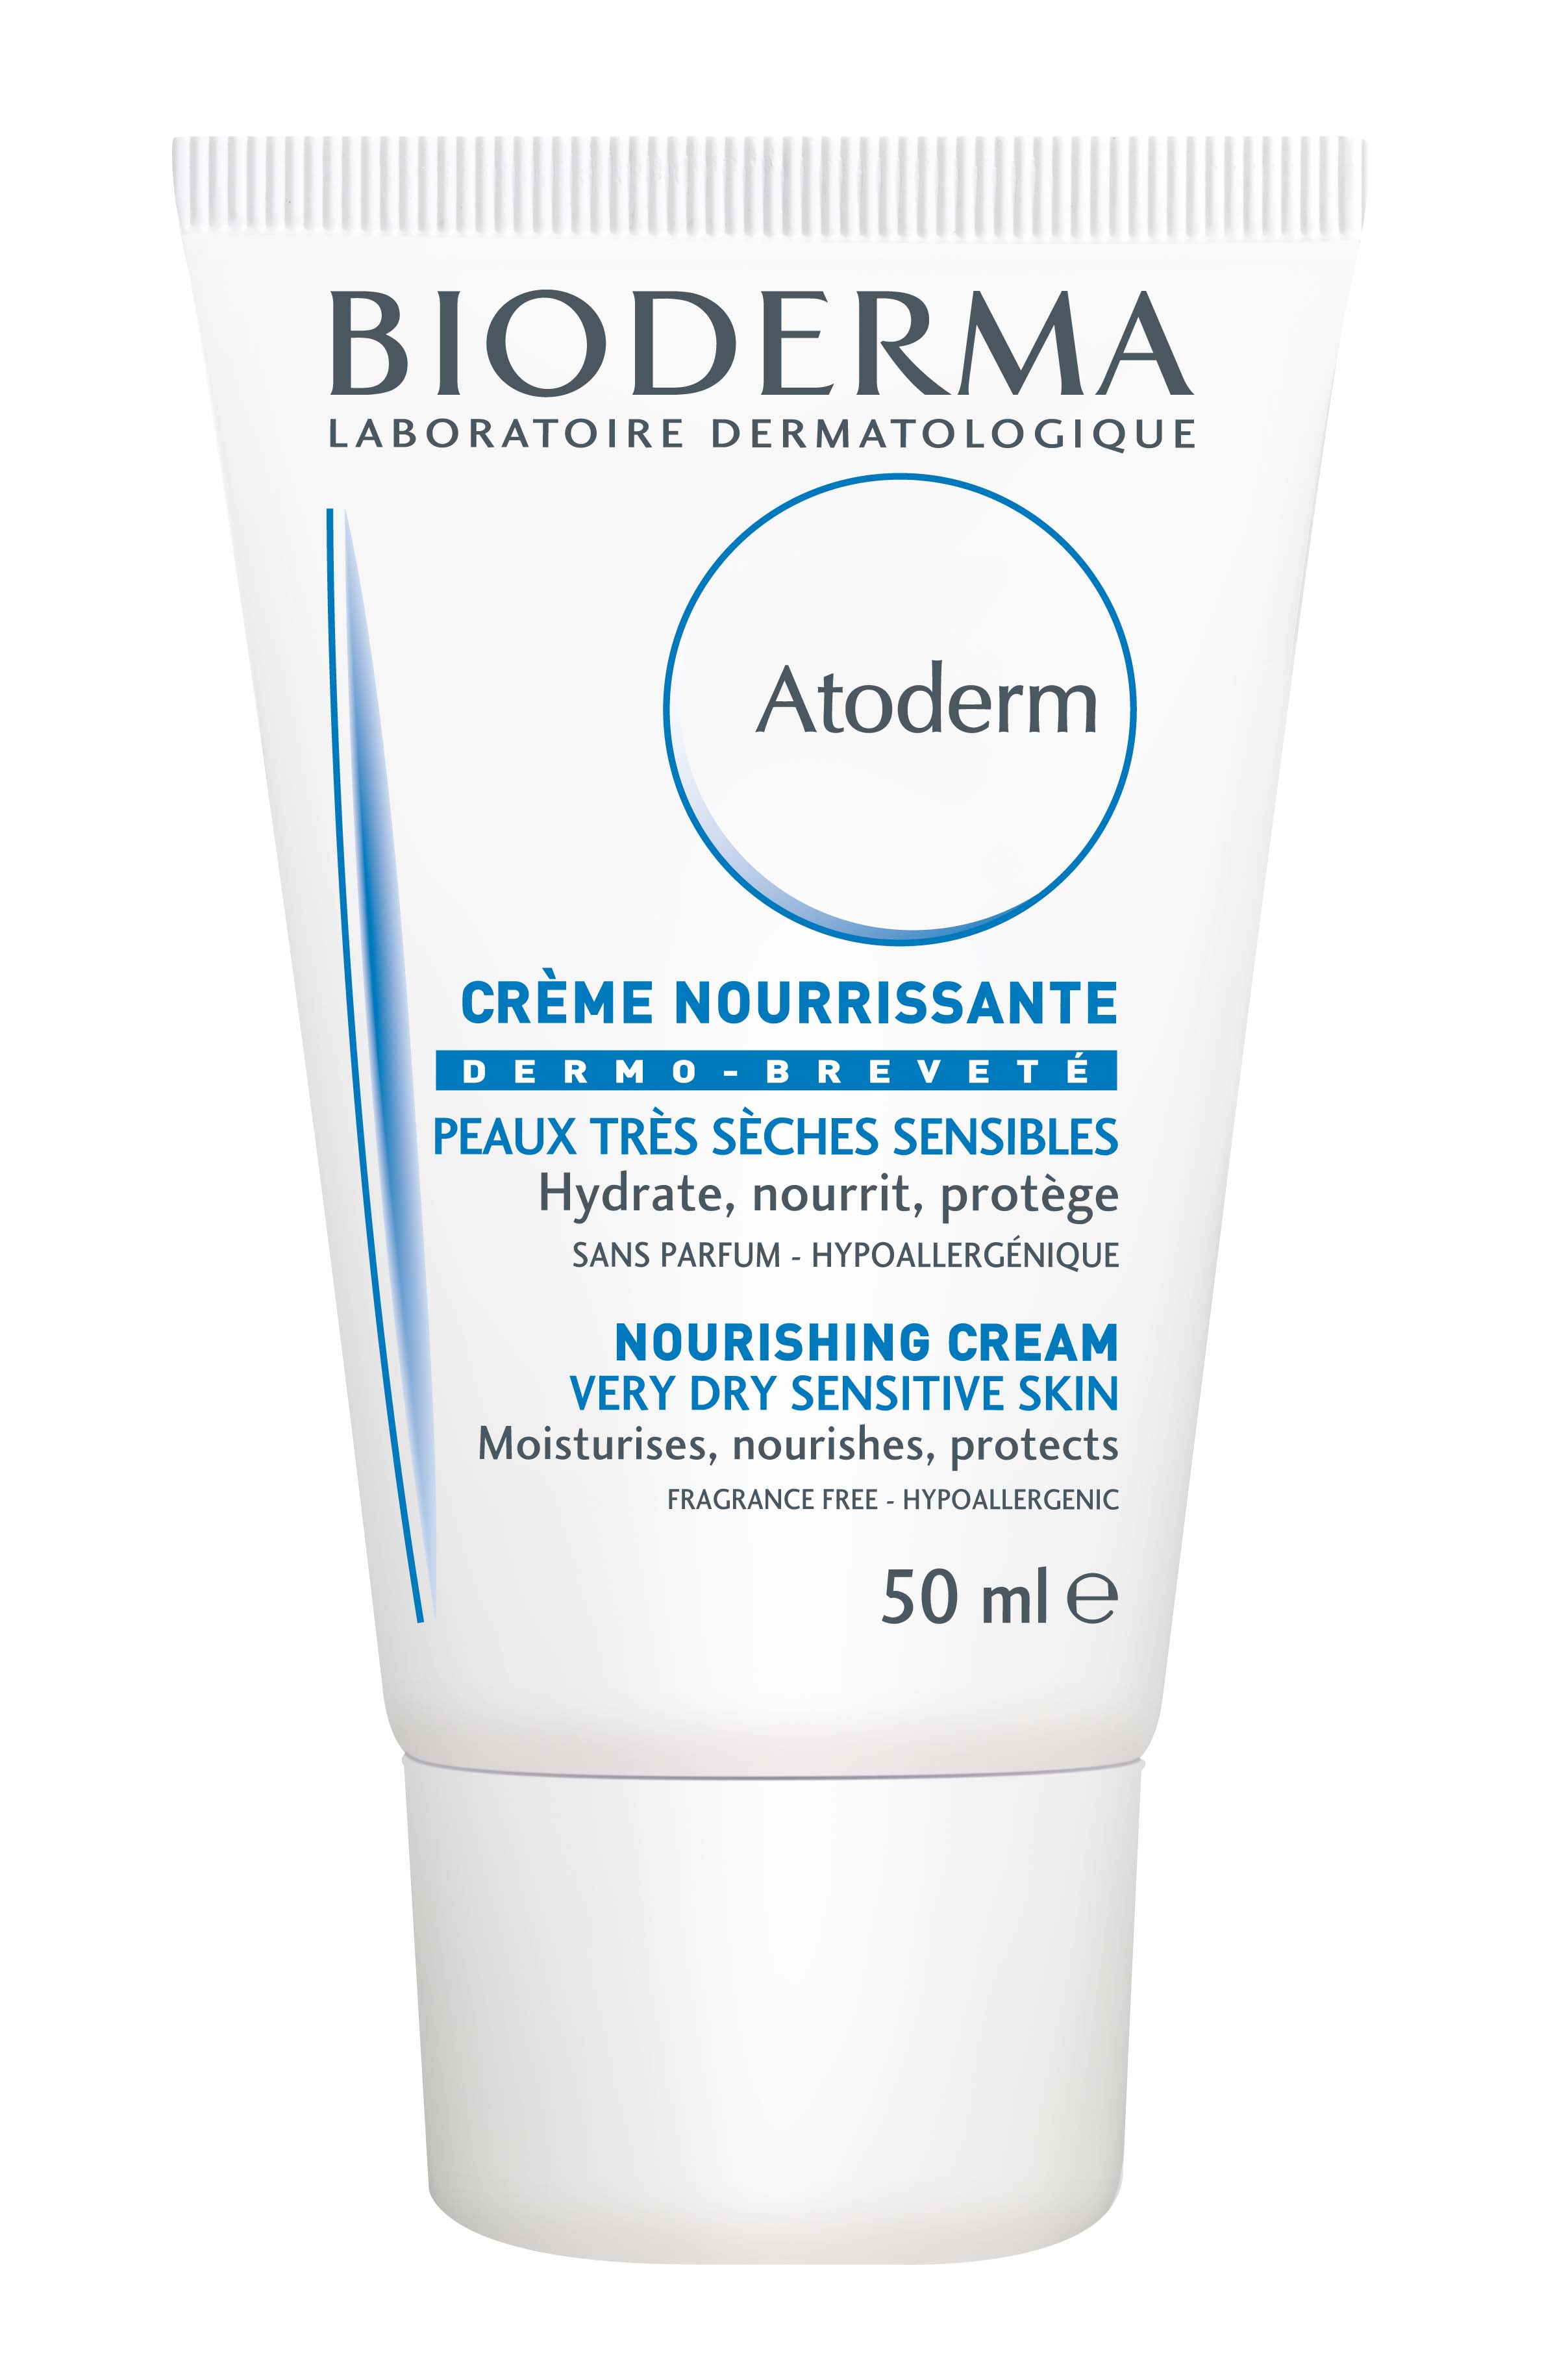 BIODERMA
LABORATOIRE DERMATOLOGIQUE
Atoderm
CRÈME NOURRISSANTE
DERMO-BREVETÉ
PEAUX TRÈS SÈCHES SENSIBLES
Hydrate, nourrit, protège
SANS PARFUM - HYPOALLERGÉNIQUE
NOURISHING CREAM
VERY DRY SENSITIVE SKIN
Moisturises, nourishes, protects
FRAGRANCE FREE - HYPOALLERGENIC
50 ml e